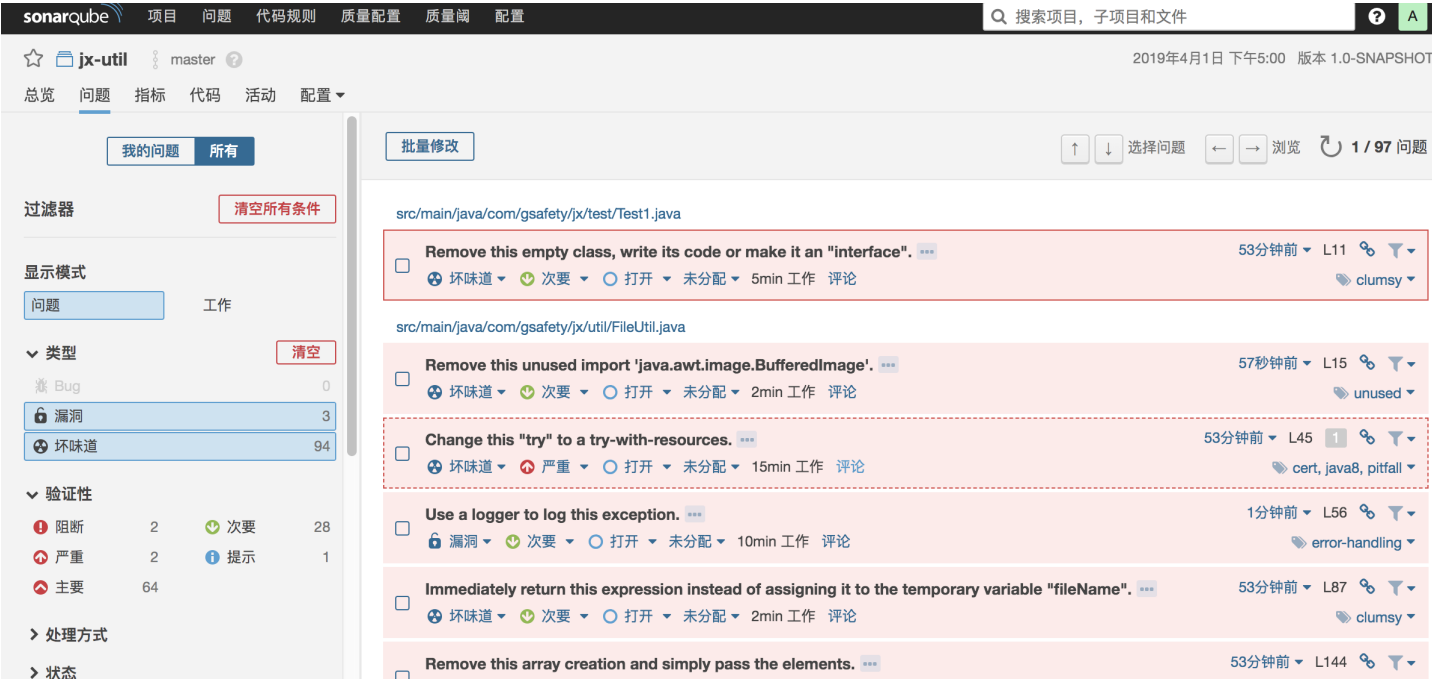 sonarqube 项目 问题 代码规则 质量配置 质量阈 配置 搜索项目，子项目和文件 ? A
jx-util master ? 2019年4月1日 下午5:00 版本 1.0-SNAPSHOT
总览 问题 指标 代码 活动 配置
我的问题 所有
过滤器 清空所有条件
显示模式
问题 工作
类型 清空
Bug 0
漏洞 3
坏味道 94
验证性
阻断 2 次要 28
严重 2 提示 1
主要 64
处理方式
状态
批量修改 ↑ ↓ 选择问题 ← → 浏览 1 / 97 问题
src/main/java/com/gsafety/jx/test/Test1.java
Remove this empty class, write its code or make it an "interface". 53分钟前 L11
坏味道 次要 打开 未分配 5min 工作 评论 clumsy
src/main/java/com/gsafety/jx/util/FileUtil.java
Remove this unused import 'java.awt.image.BufferedImage'. 57秒钟前 L15
坏味道 次要 打开 未分配 2min 工作 评论 unused
Change this "try" to a try-with-resources. 53分钟前 L45 1
坏味道 严重 打开 未分配 15min 工作 评论 cert, java8, pitfall
Use a logger to log this exception. 1分钟前 L56
漏洞 次要 打开 未分配 10min 工作 评论 error-handling
Immediately return this expression instead of assigning it to the temporary variable "fileName". 53分钟前 L87
坏味道 次要 打开 未分配 2min 工作 评论 clumsy
Remove this array creation and simply pass the elements. 53分钟前 L144